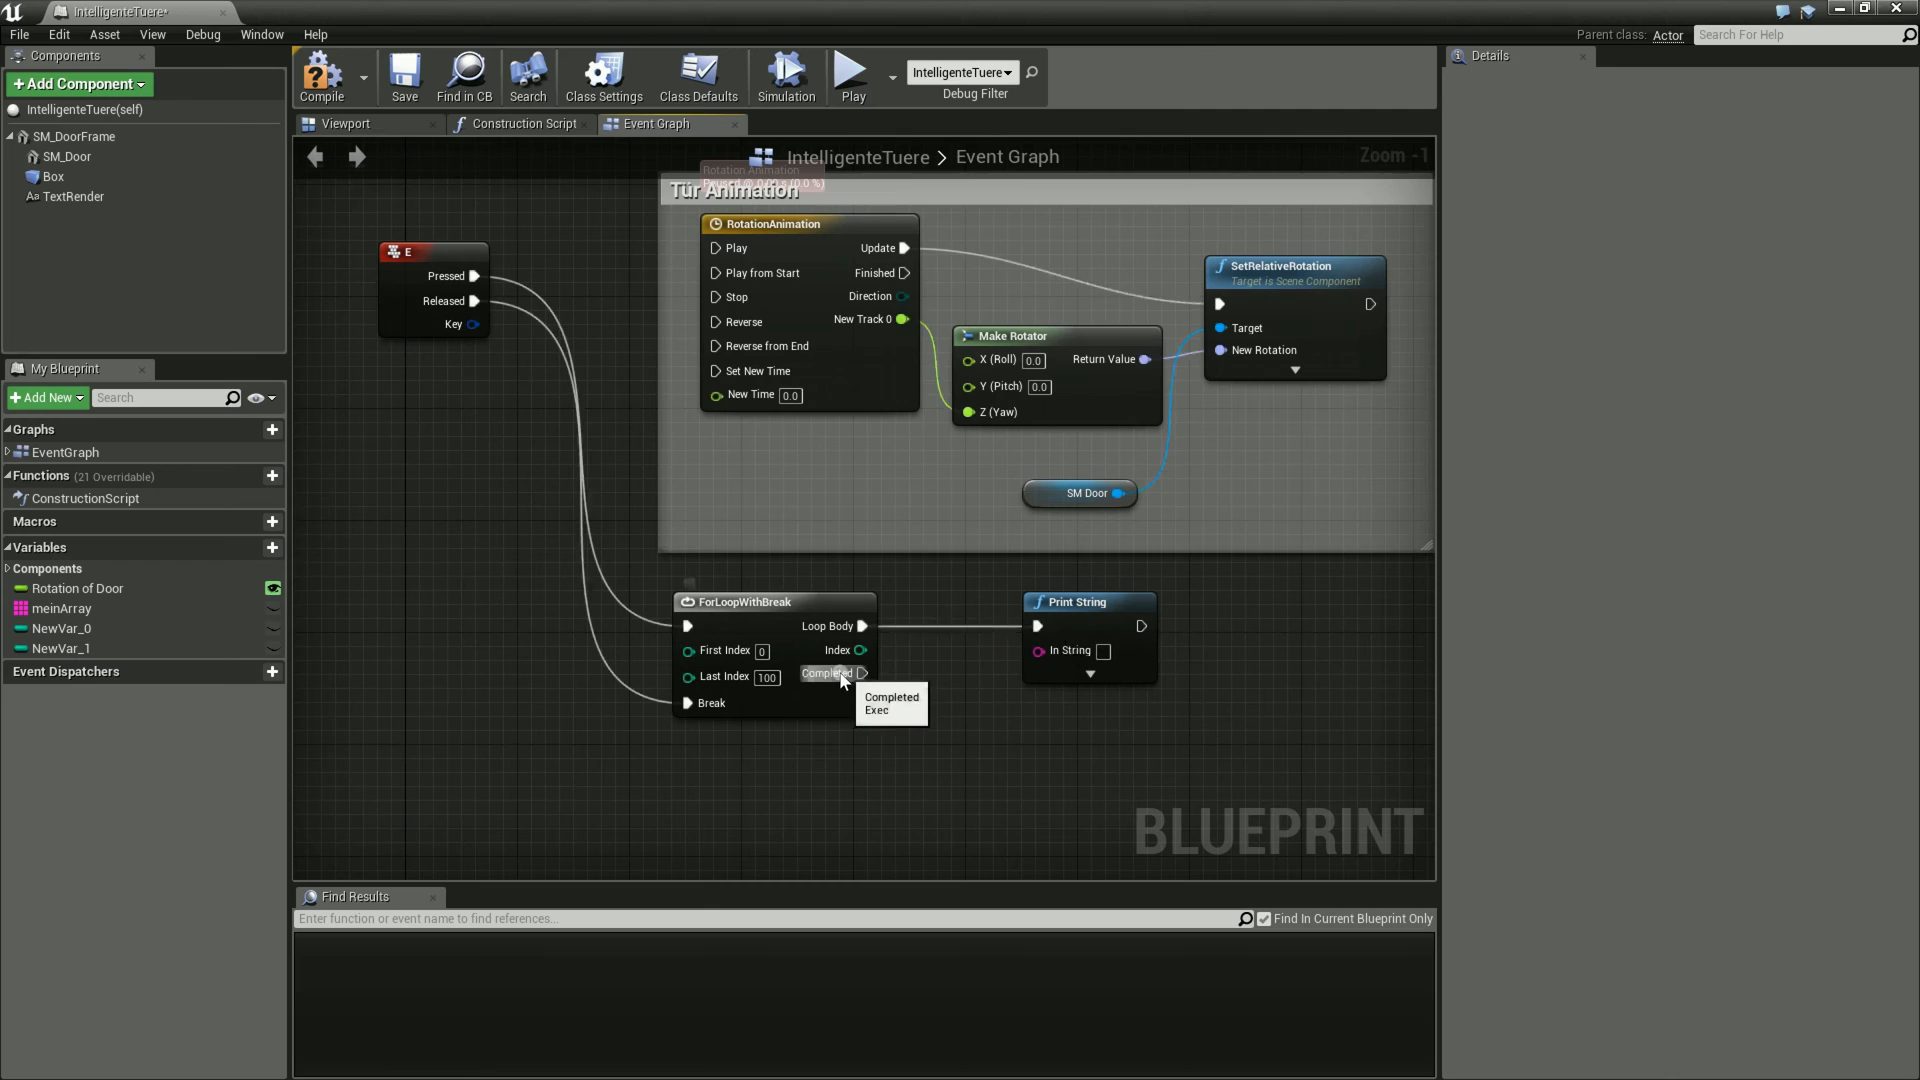 IntelligenteTuere*
File Edit Asset View Debug Window Help
Parent class: Actor
Search For Help
Components
+Add Component
IntelligenteTuere(self)
SM_DoorFrame
SM_Door
Box
TextRender
Compile
Save
Find in CB
Search
Class Settings
Class Defaults
Simulation
Play
IntelligenteTuere
Debug Filter
Details
Viewport
Construction Script
Event Graph
IntelligenteTuere > Event Graph
Zoom -1
Rotation Animation
Paused @ 0.00 s (0.0 %)
Tür Animation
RotationAnimation
Play
Update
Play from Start
Finished
Stop
Direction
Reverse
New Track 0
Reverse from End
Set New Time
New Time 0.0
E
Pressed
Released
Key
Make Rotator
X (Roll) 0.0
Return Value
Y (Pitch) 0.0
Z (Yaw)
SetRelativeRotation
Target is Scene Component
Target
New Rotation
SM Door
ForLoopWithBreak
Loop Body
First Index 0
Index
Last Index 100
Completed
Break
Completed
Exec
Print String
In String
BLUEPRINT
My Blueprint
+Add New
Search
Graphs
EventGraph
Functions (21 Overridable)
ConstructionScript
Macros
Variables
Components
Rotation of Door
meinArray
NewVar_0
NewVar_1
Event Dispatchers
Find Results
Enter function or event name to find references...
Find In Current Blueprint Only